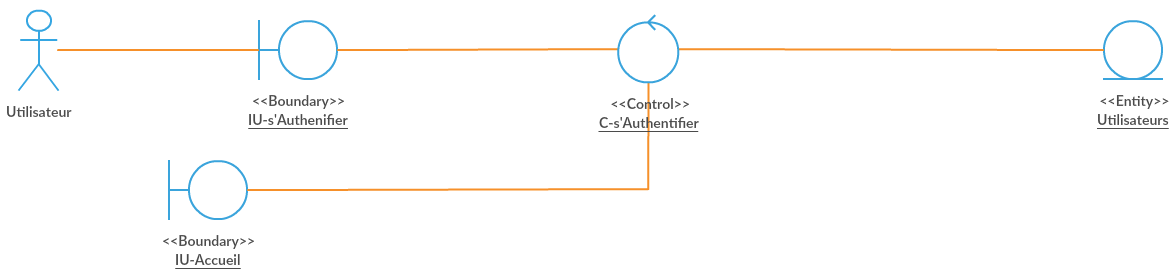 Utilisateur
<<Boundary>>
IU-s'Authenifier
<<Control>>
C-s'Authentifier
<<Entity>>
Utilisateurs
<<Boundary>>
IU-Accueil